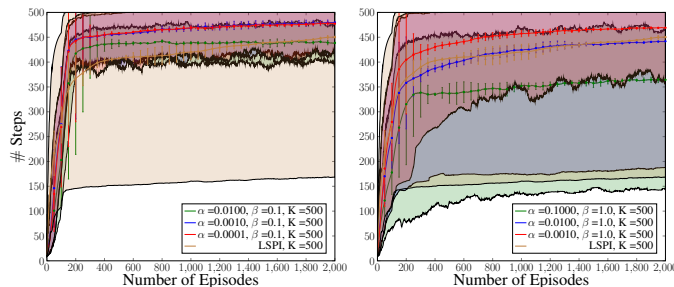 # Steps
500
450
400
350
300
250
200
150
100
50
0
0 200 400 600 800 1,000 1,200 1,400 1,600 1,800 2,000
Number of Episodes
α =0.0100, β =0.1, K =500
α =0.0010, β =0.1, K =500
α =0.0001, β =0.1, K =500
LSPI, K =500
500
450
400
350
300
250
200
150
100
50
0
0 200 400 600 800 1,000 1,200 1,400 1,600 1,800 2,000
Number of Episodes
α =0.1000, β =1.0, K =500
α =0.0100, β =1.0, K =500
α =0.0010, β =1.0, K =500
LSPI, K =500